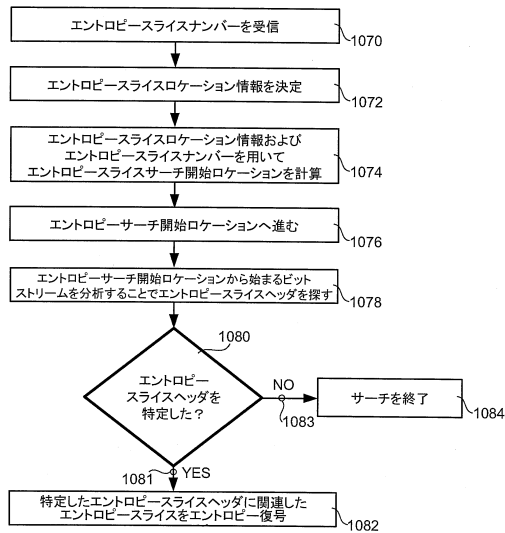 エントロピースライスナンバーを受信
1070
エントロピースライスロケーション情報を決定
1072
エントロピースライスロケーション情報および
エントロピースライスナンバーを用いて
エントロピースライスサーチ開始ロケーションを計算
1074
エントロピーサーチ開始ロケーションへ進む
1076
エントロピーサーチ開始ロケーションから始まるビット
ストリームを分析することでエントロピースライスヘッダを探す
1078
1080
エントロピー
スライスヘッダを
特定した？
NO
1083
サーチを終了
1084
1081
YES
特定したエントロピースライスヘッダに関連した
エントロピースライスをエントロピー復号
1082